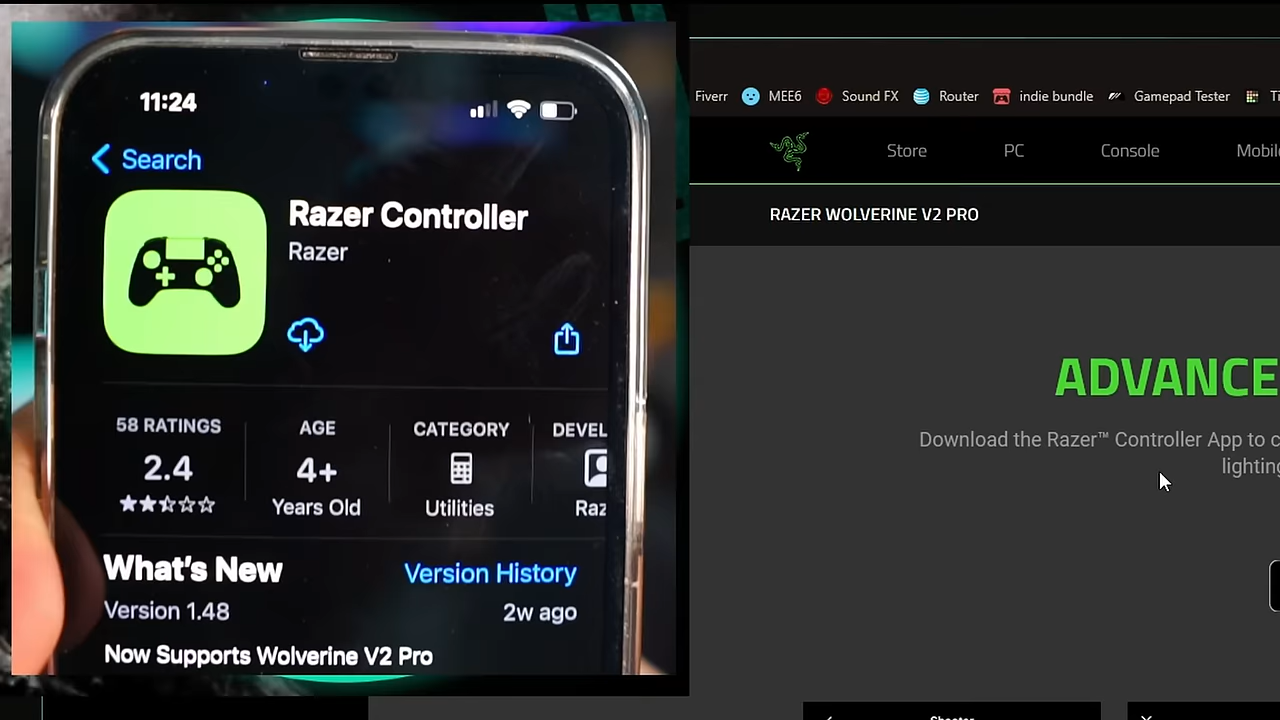 11:24
Search
Razer Controller
Razer
58 RATINGS
2.4
AGE
4+
Years Old
CATEGORY
Utilities
DEVEL
Raz
What's New
Version History
Version 1.48
2w ago
Now Supports Wolverine V2 Pro
Fiverr MEE6 Sound FX Router indie bundle Gamepad Tester Ti
Store PC Console Mobil
RAZER WOLVERINE V2 PRO
ADVANCE
Download the Razer™ Controller App to c
lighting